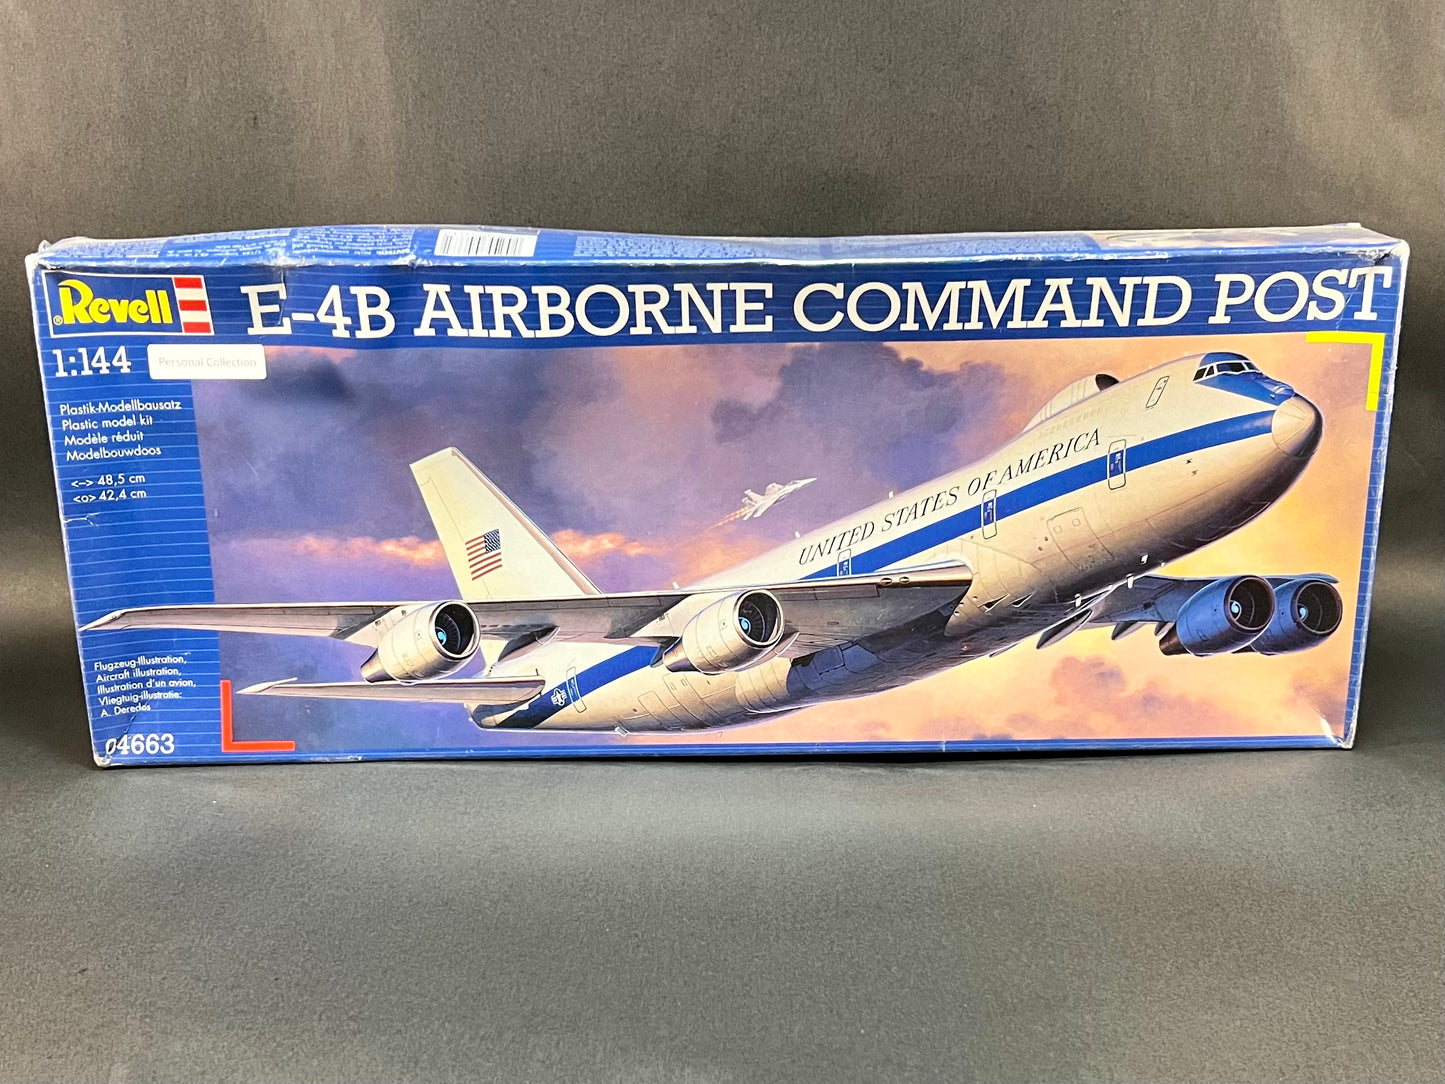 Revell
E-4B AIRBORNE COMMAND POST
1:144
Personal Collection
Plastik-Modellbausatz
Plastic model kit
Modèle réduit
Modelbouwdoos
<--> 48,5 cm
<o> 42,4 cm
UNITED STATES OF AMERICA
Flugzeug-Illustration,
Aircraft illustration,
Illustration d'un avion,
Vliegtuig-illustratie:
A. Deredos
04663